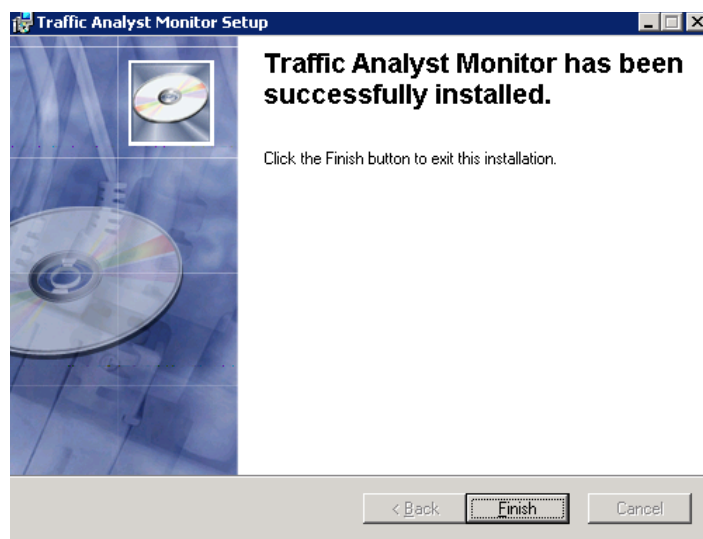 Traffic Analyst Monitor Setup
Traffic Analyst Monitor has been
successfully installed.
Click the Finish button to exit this installation.
< Back
Finish
Cancel